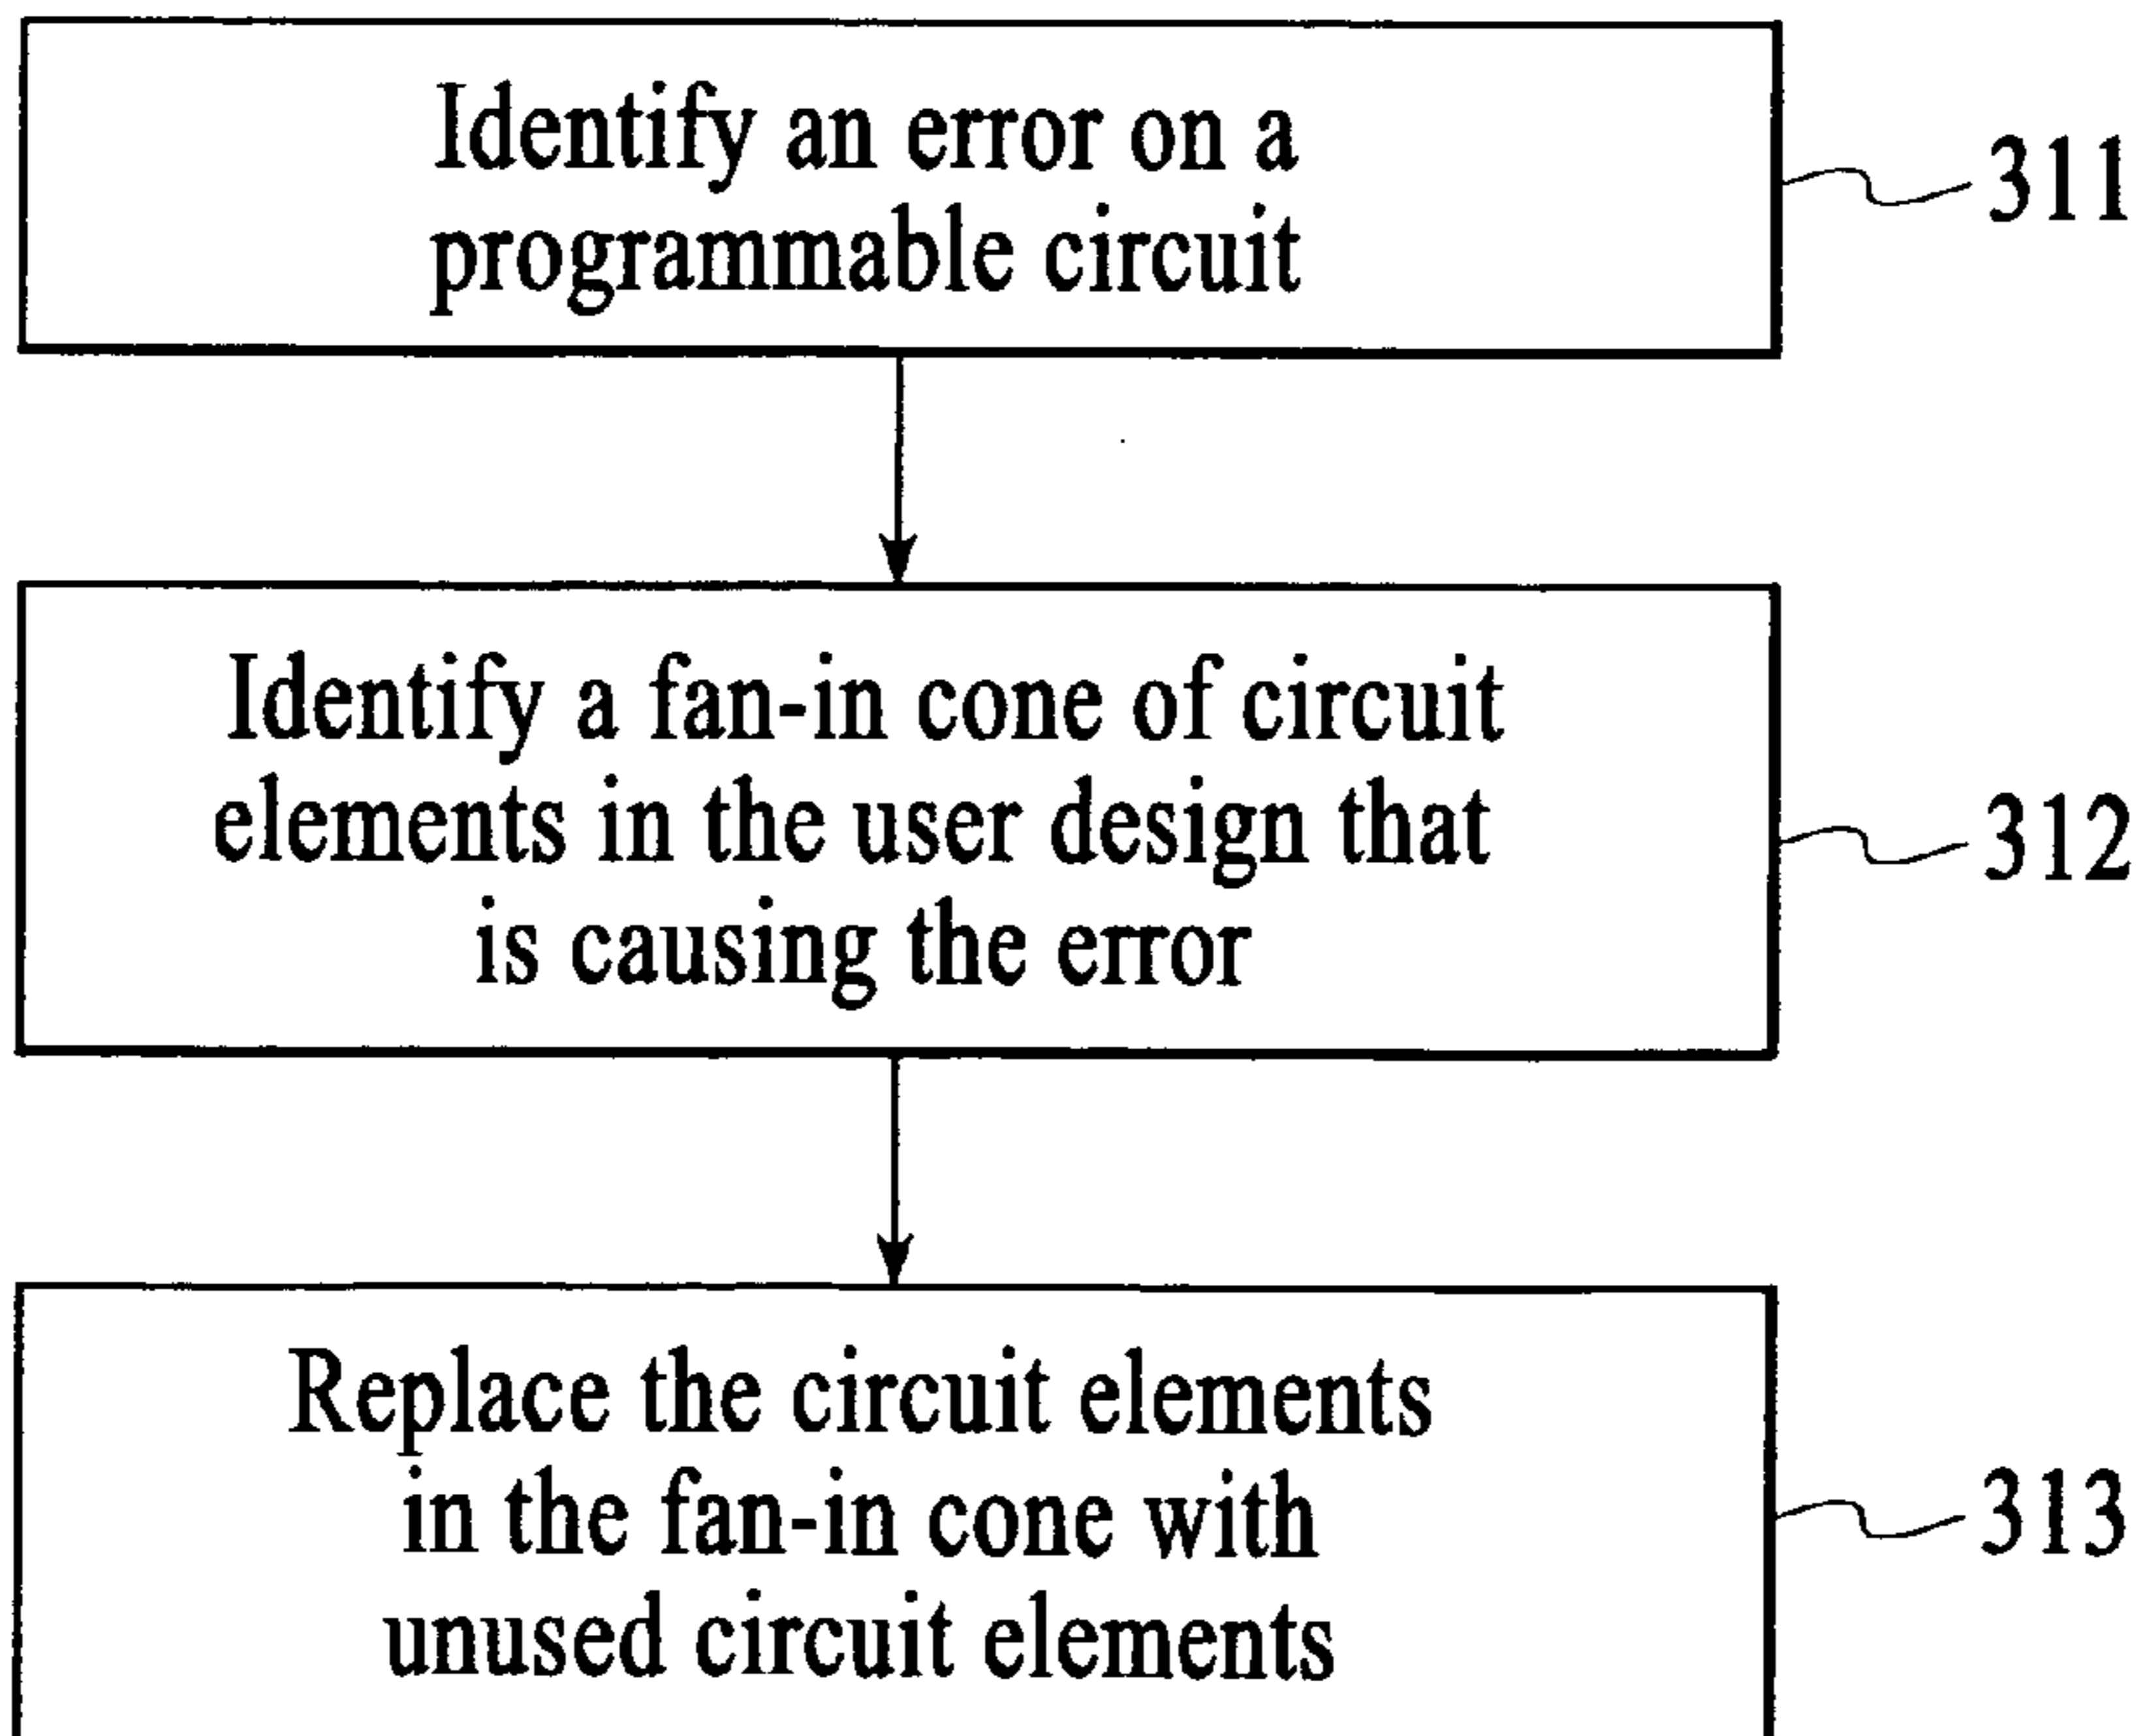 Identify an error on a
programmable circuit
311
Identify a fan-in cone of circuit
elements in the user design that
is causing the error
312
Replace the circuit elements
in the fan-in cone with
unused circuit elements
313